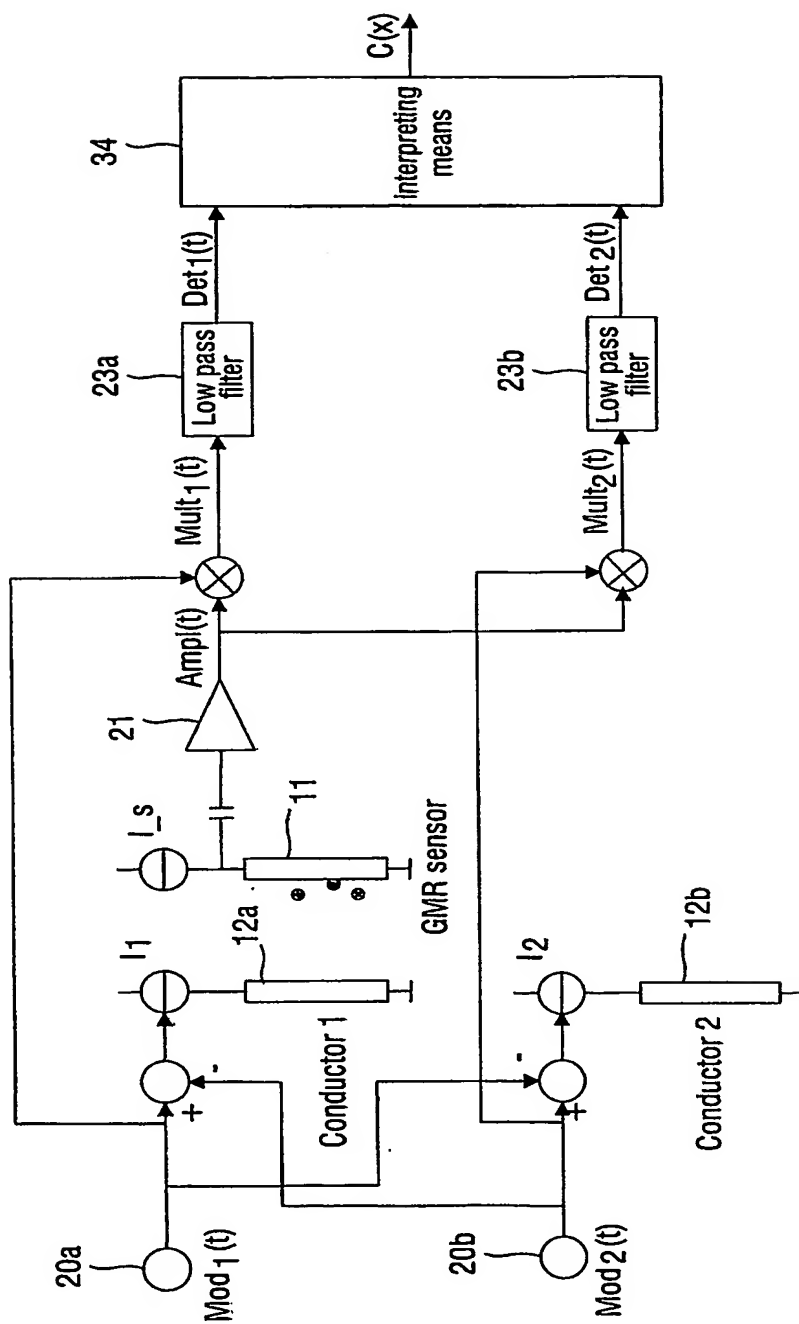 20a
Mod1(t)
+
-
I1
12a
Conductor 1
I_s
11
GMR sensor
21
Ampl(t)
Mult1(t)
23a
Low pass
filter
Det1(t)
34
Interpreting
means
C(x)
20b
Mod2(t)
+
-
I2
12b
Conductor 2
Mult2(t)
23b
Low pass
filter
Det2(t)